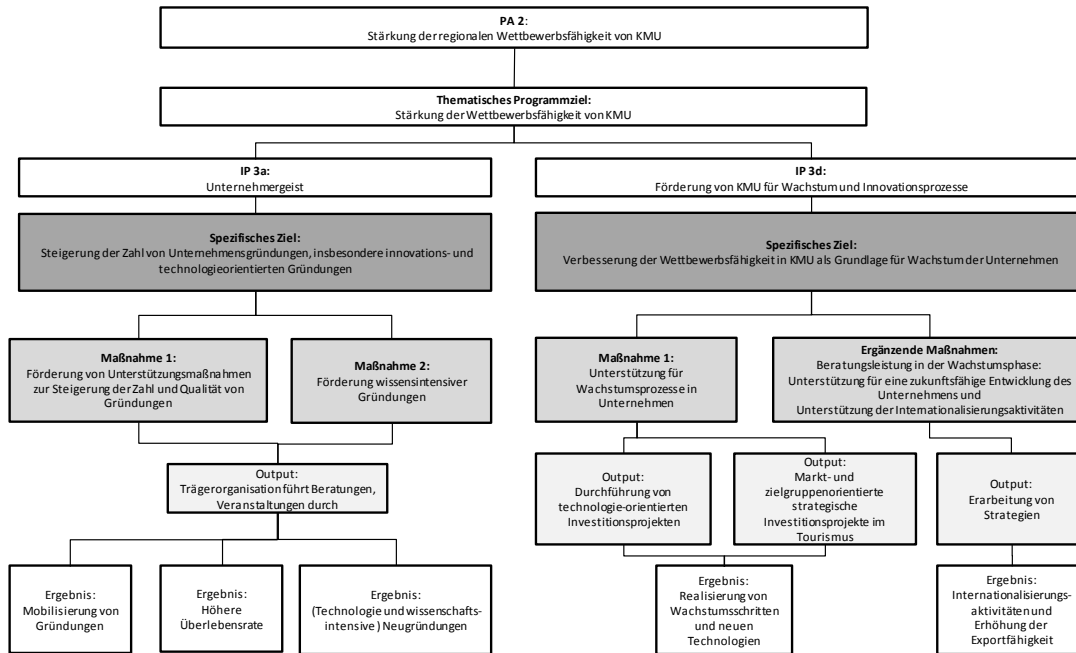 PA 2:
Stärkung der regionalen Wettbewerbsfähigkeit von KMU
Thematisches Programmziel:
Stärkung der Wettbewerbsfähigkeit von KMU
IP 3a:
Unternehmergeist
IP 3d:
Förderung von KMU für Wachstum und Innovationsprozesse
Spezifisches Ziel:
Steigerung der Zahl von Unternehmensgründungen, insbesondere innovations- und
technologieorientierten Gründungen
Spezifisches Ziel:
Verbesserung der Wettbewerbsfähigkeit in KMU als Grundlage für Wachstum der Unternehmen
Maßnahme 1:
Förderung von Unterstützungsmaßnahmen
zur Steigerung der Zahl und Qualität von
Gründungen
Maßnahme 2:
Förderung wissensintensiver
Gründungen
Maßnahme 1:
Unterstützung für
Wachstumsprozesse in
Unternehmen
Ergänzende Maßnahmen:
Beratungsleistung in der Wachstumsphase:
Unterstützung für eine zukunftsfähige Entwicklung des
Unternehmens und
Unterstützung der Internationalisierungsaktivitäten
Output:
Trägerorganisation führt Beratungen,
Veranstaltungen durch
Output:
Durchführung von
technologie-orientierten
Investitionsprojekten
Output:
Markt- und
zielgruppenorientierte
strategische
Investitionsprojekte im
Tourismus
Output:
Erarbeitung von
Strategien
Ergebnis:
Mobilisierung von
Gründungen
Ergebnis:
Höhere
Überlebensrate
Ergebnis:
(Technologie und wissenschafts-
intensive) Neugründungen
Ergebnis:
Realisierung von
Wachstumsschritten
und neuen
Technologien
Ergebnis:
Internationalisierungs-
aktivitäten und
Erhöhung der
Exportfähigkeit